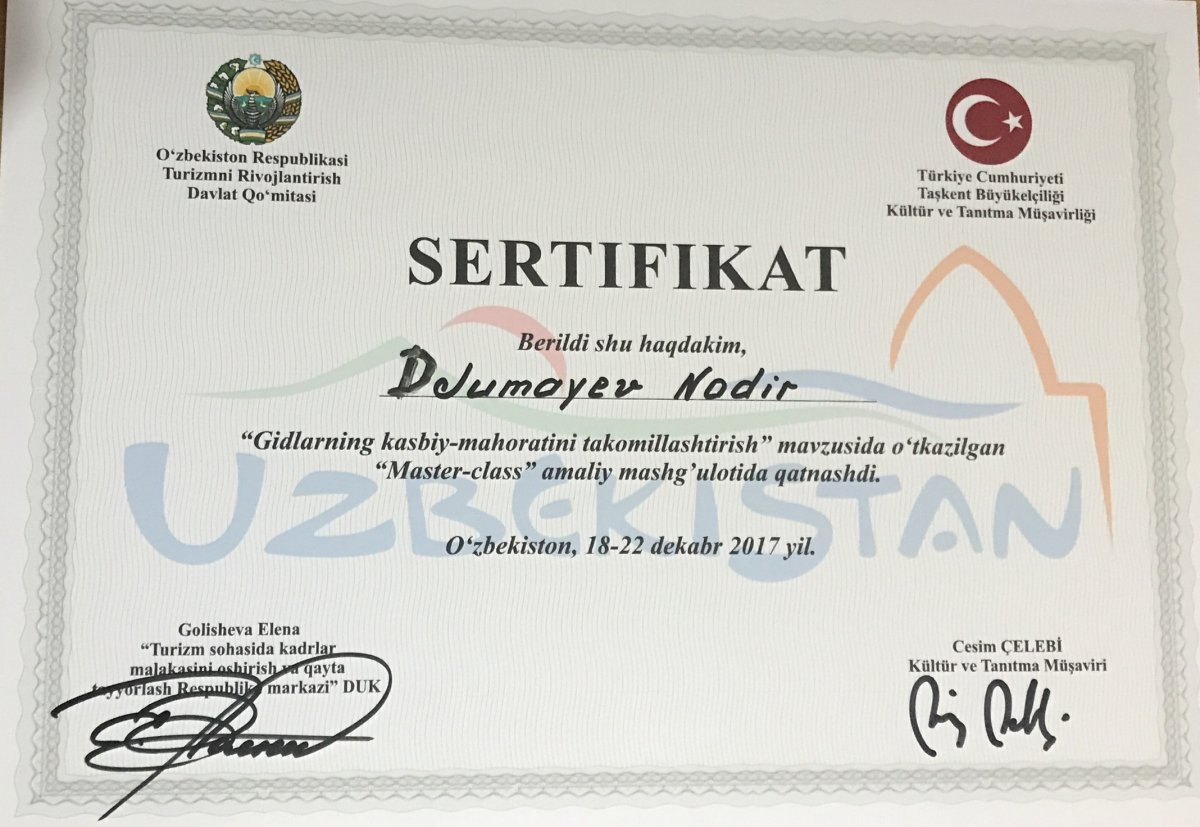 O‘zbekiston Respublikasi
Turizmni Rivojlantirish
Davlat Qo‘mitasi
Türkiye Cumhuriyeti
Taşkent Büyükelçiliği
Kültür ve Tanıtma Müşavirliği
SERTIFIKAT
Berildi shu haqdakim,
DJumayev Nodir
“Gidlarning kasbiy-mahoratini takomillashtirish” mavzusida o‘tkazilgan
“Master-class” amaliy mashg’ulotida qatnashdi.
UZBEKISTAN
O‘zbekiston, 18-22 dekabr 2017 yil.
Golisheva Elena
“Turizm sohasida kadrlar
malakasini oshirish va qayta
tayyorlash Respublika markazi” DUK
Cesim ÇELEBİ
Kültür ve Tanıtma Müşaviri